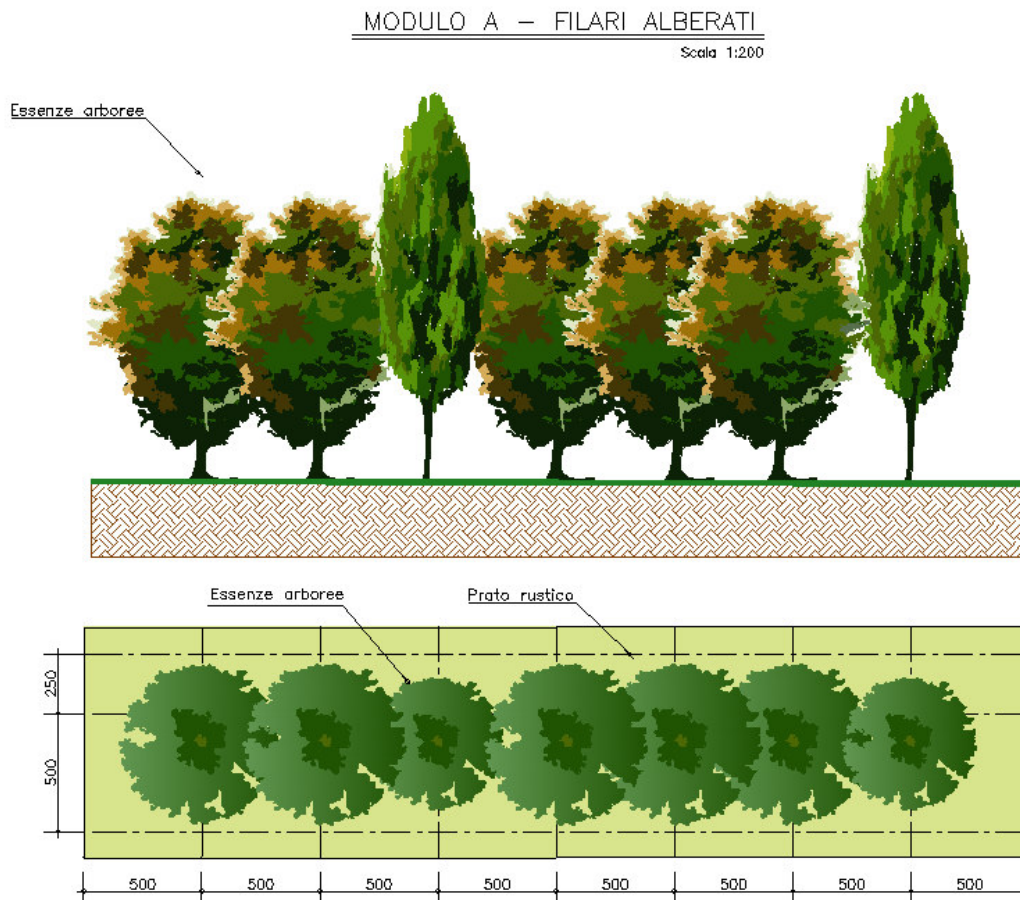 MODULO A – FILARI ALBERATI
Scala 1:200
Essenze arboree
Essenze arboree
Prato rustico
250
500
500 500 500 500 500 500 500 500